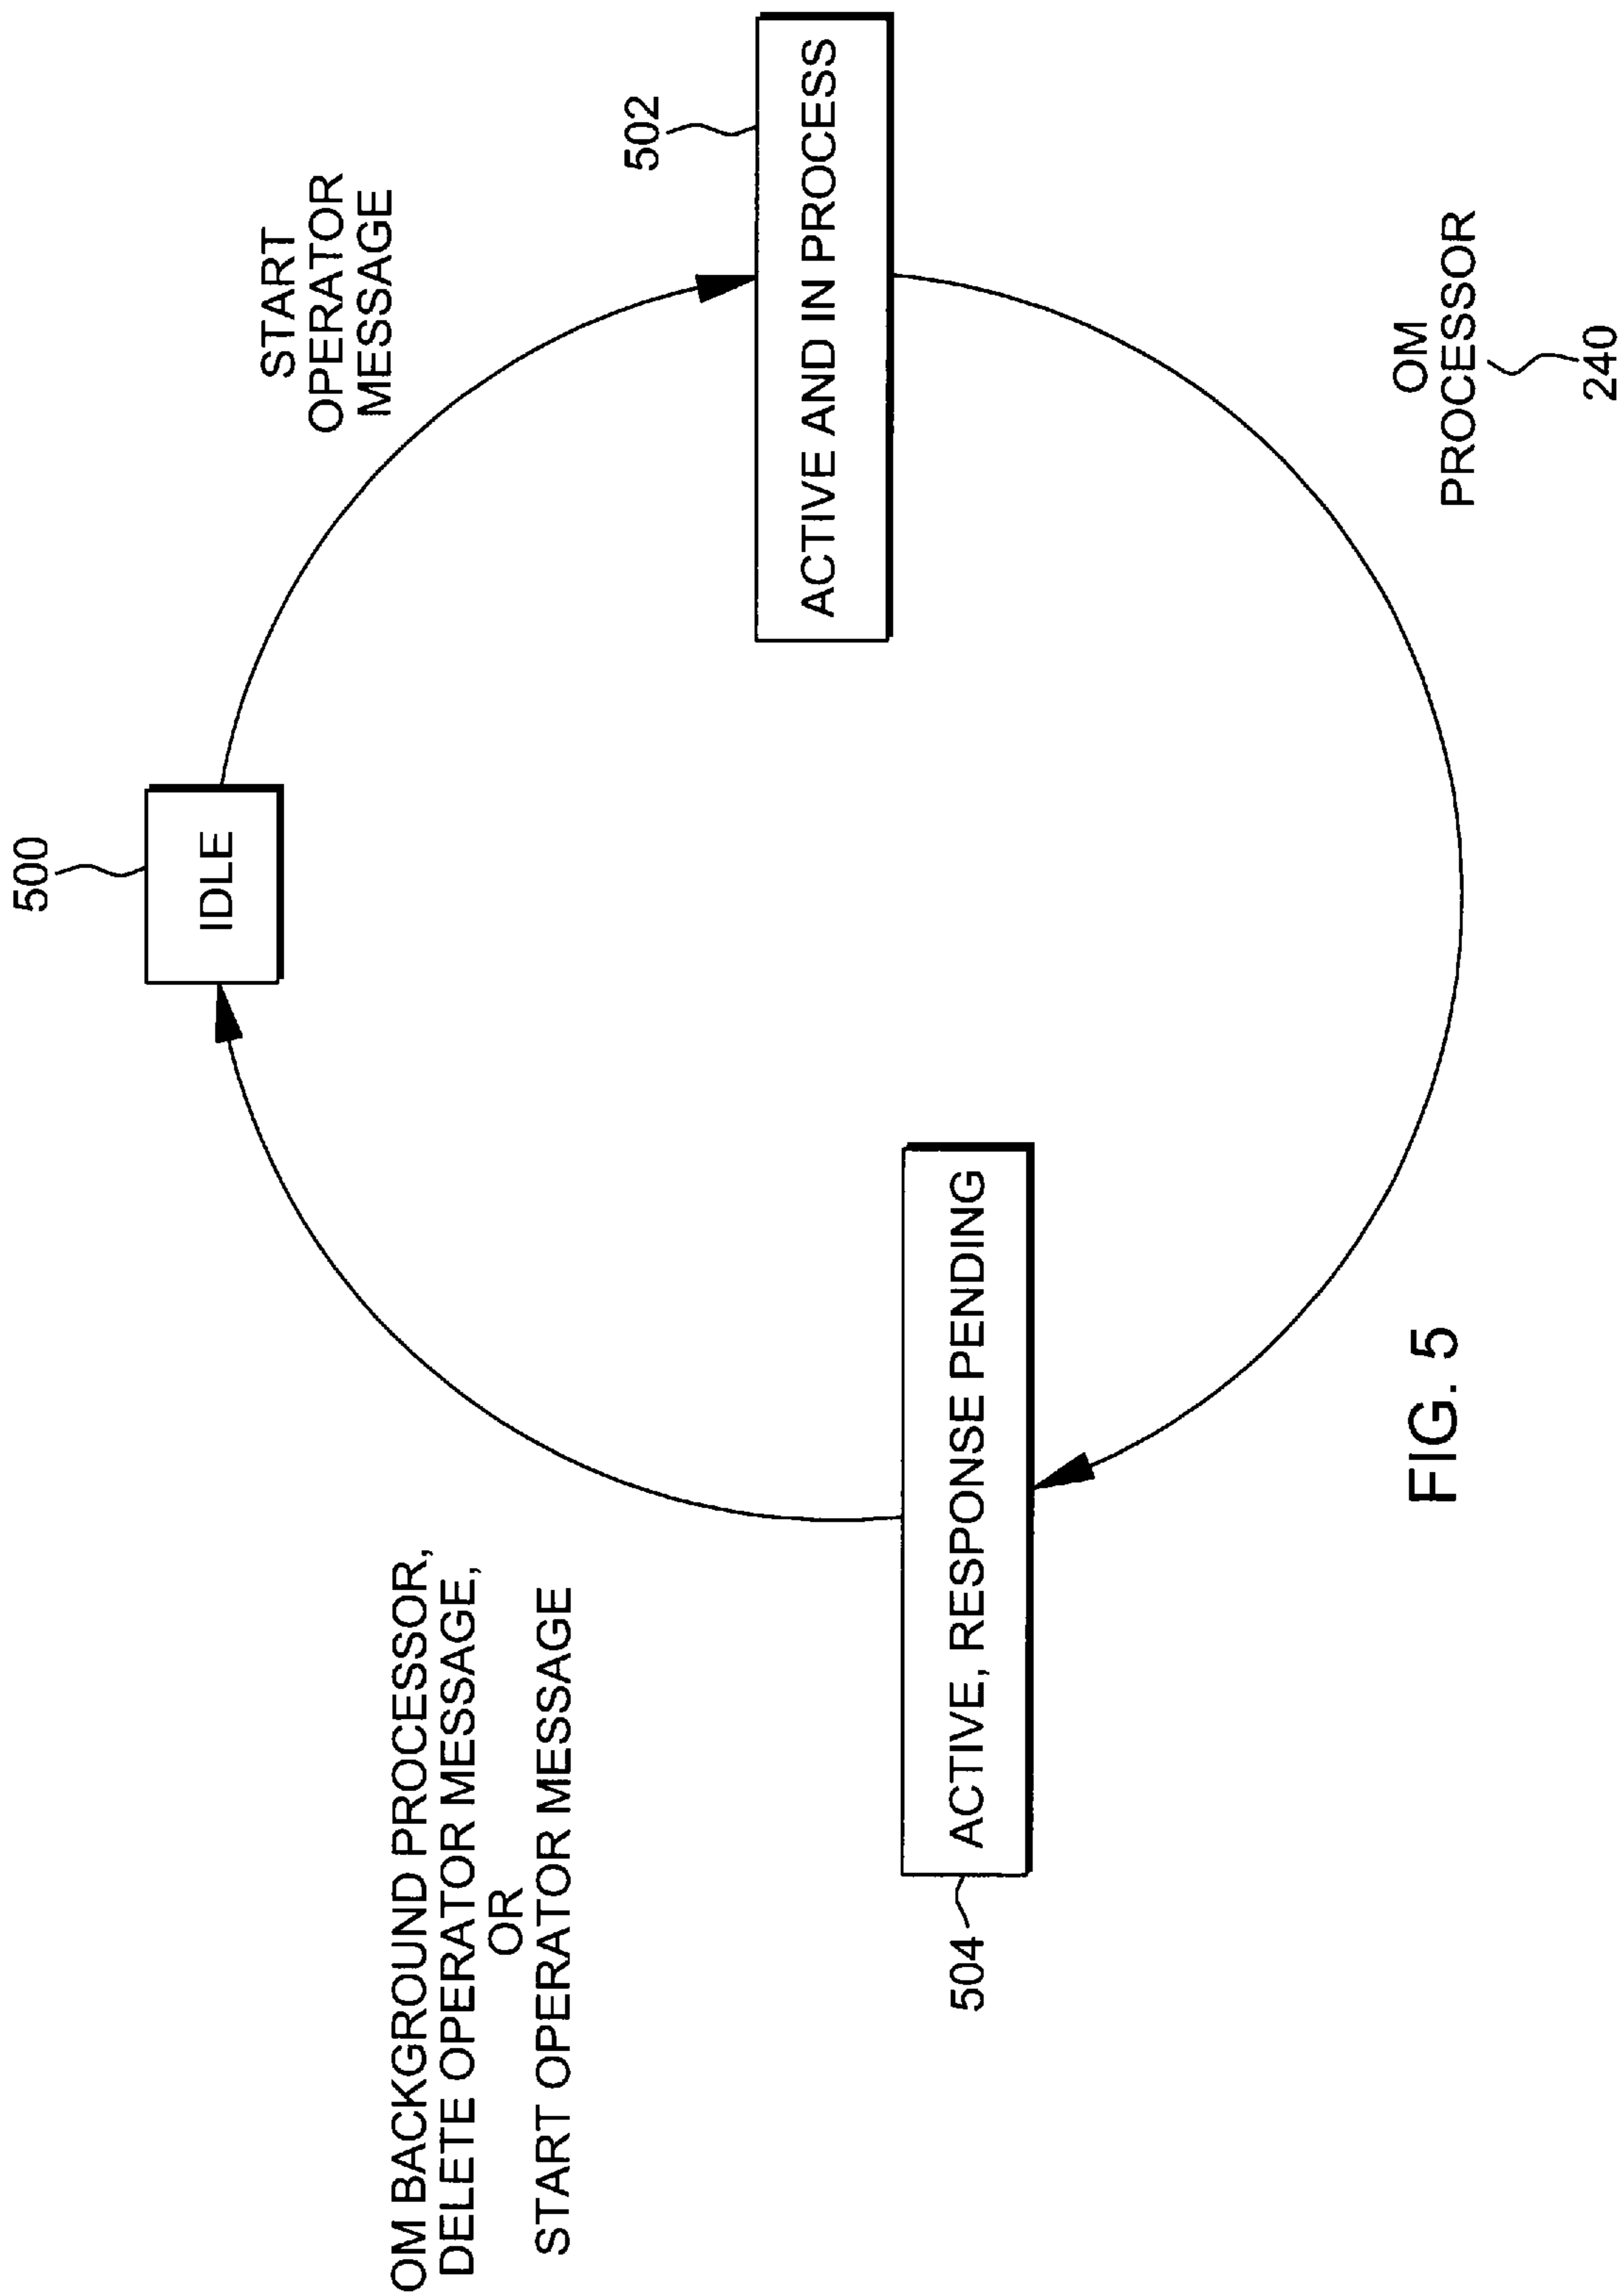 500
IDLE
START
OPERATOR
MESSAGE
OM BACKGROUND PROCESSOR,
DELETE OPERATOR MESSAGE,
OR
START OPERATOR MESSAGE
502
ACTIVE AND IN PROCESS
504
ACTIVE, RESPONSE PENDING
OM
PROCESSOR
240
FIG. 5